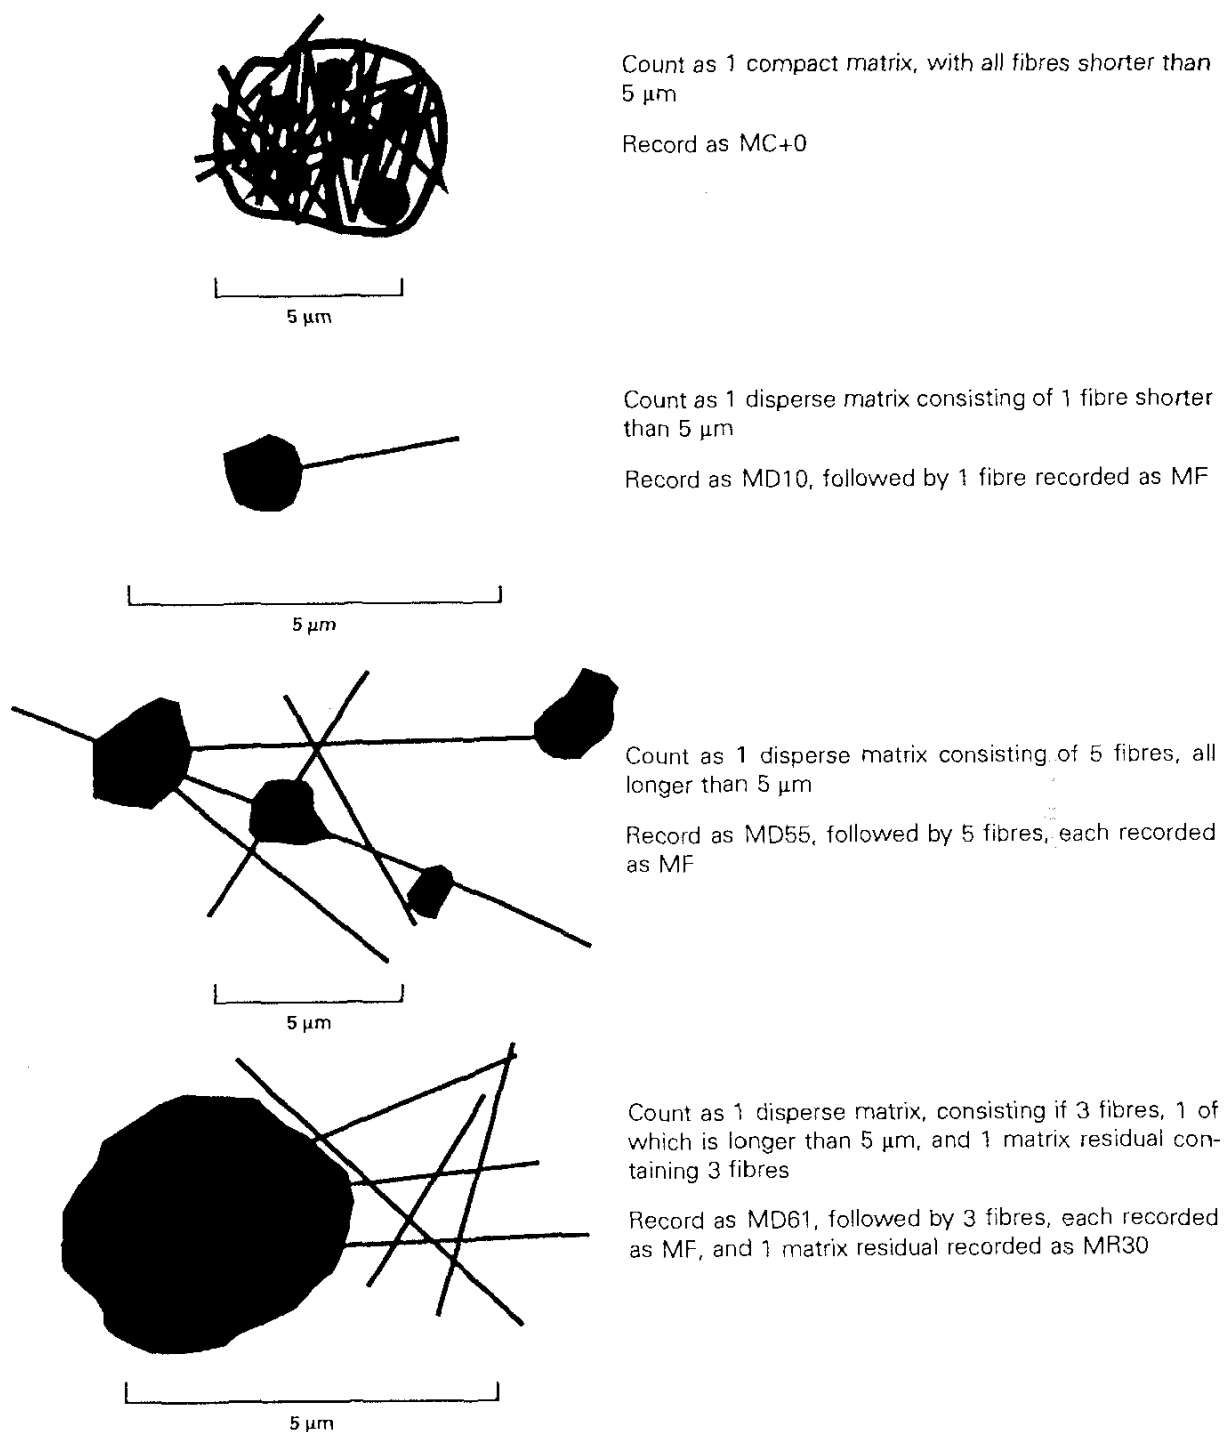 Count as 1 compact matrix, with all fibres shorter than
5 μm
Record as MC+0
5 μm
Count as 1 disperse matrix consisting of 1 fibre shorter
than 5 μm
Record as MD10, followed by 1 fibre recorded as MF
5 μm
Count as 1 disperse matrix consisting of 5 fibres, all
longer than 5 μm
Record as MD55, followed by 5 fibres, each recorded
as MF
5 μm
Count as 1 disperse matrix, consisting if 3 fibres, 1 of
which is longer than 5 μm, and 1 matrix residual con-
taining 3 fibres
Record as MD61, followed by 3 fibres, each recorded
as MF, and 1 matrix residual recorded as MR30
5 μm